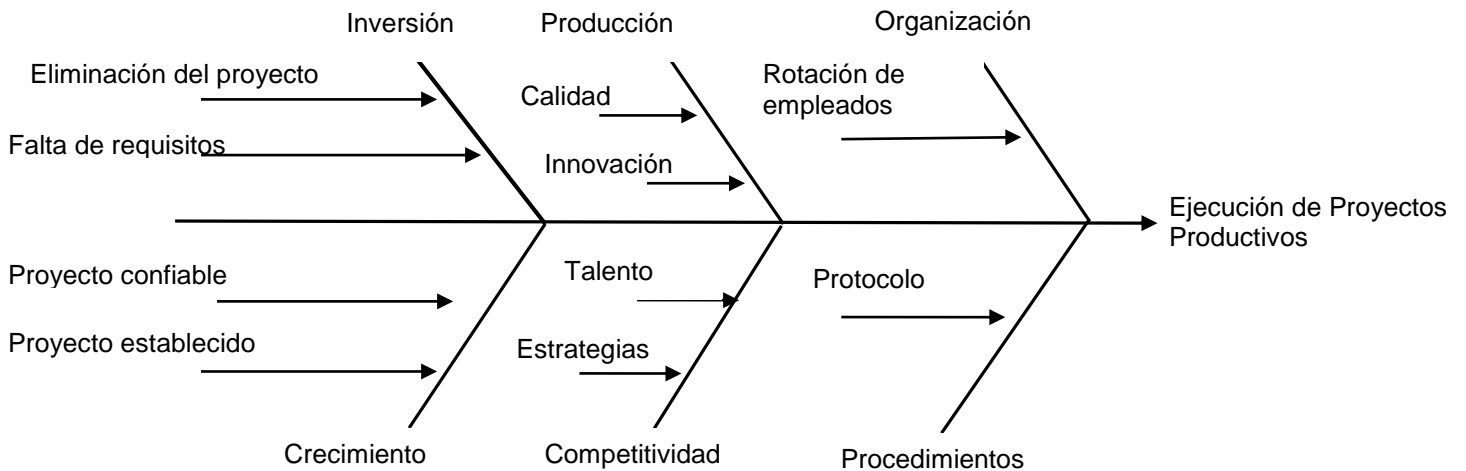 Inversión
Producción
Organización
Eliminación del proyecto
Rotación de
empleados
Calidad
Falta de requisitos
Innovación
Ejecución de Proyectos
Productivos
Proyecto confiable
Talento
Protocolo
Proyecto establecido
Estrategias
Crecimiento
Competitividad
Procedimientos